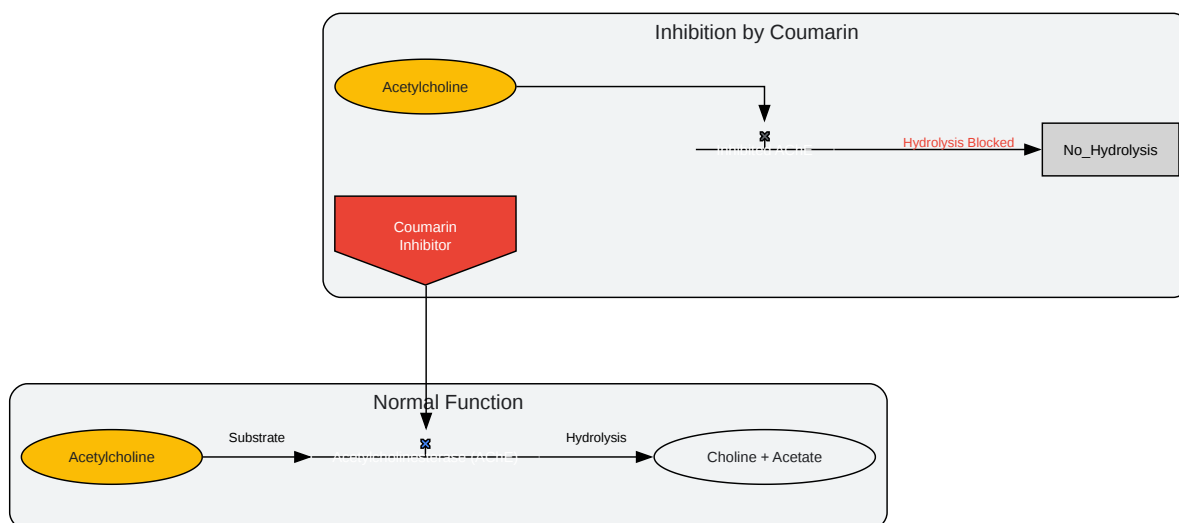 Inhibition by Coumarin
Acetylcholine
Hydrolysis Blocked
No_Hydrolysis
Coumarin
Inhibitor
Normal Function
Substrate
Hydrolysis
Acetylcholine
Choline + Acetate